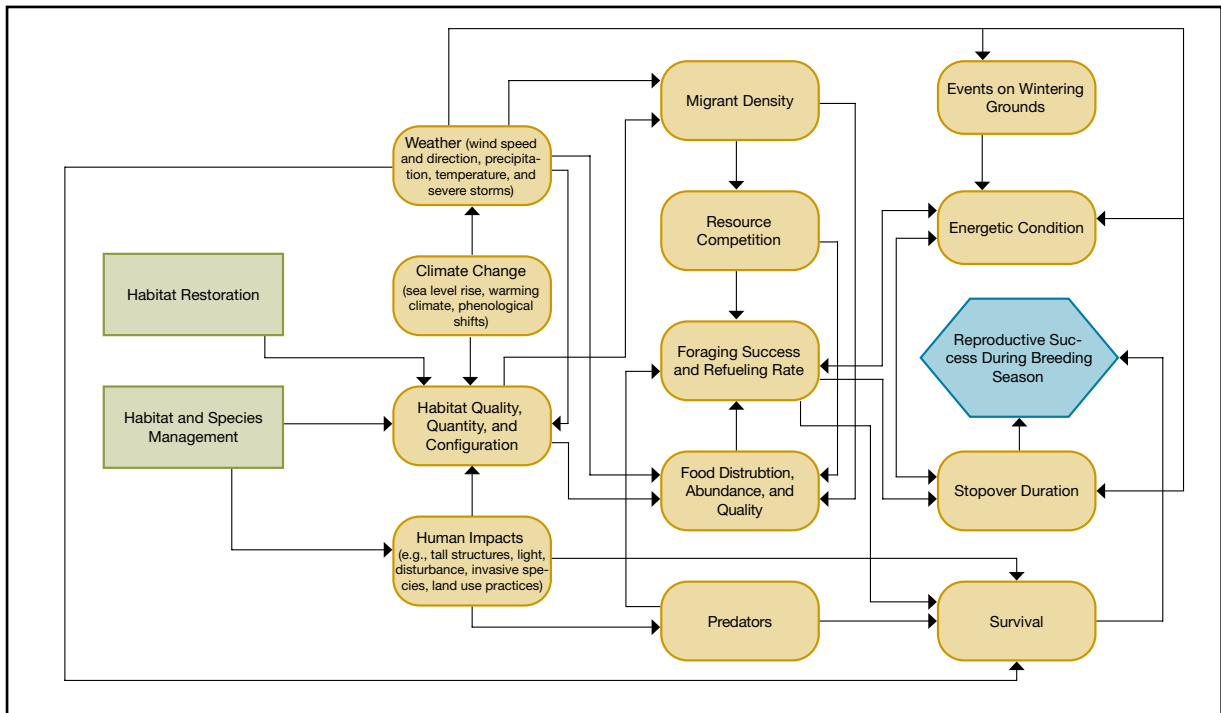 Migrant Density
Events on Wintering
Grounds
Weather (wind speed
and direction, precipita-
tion, temperature, and
severe storms)
Resource
Competition
Energetic Condition
Habitat Restoration
Climate Change
(sea level rise, warming
climate, phenological
shifts)
Foraging Success
and Refueling Rate
Reproductive Suc-
cess During Breeding
Season
Habitat and Species
Management
Habitat Quality,
Quantity, and
Configuration
Food Distrubtion,
Abundance, and
Quality
Stopover Duration
Human Impacts
(e.g., tall structures, light,
disturbance, invasive spe-
cies, land use practices)
Predators
Survival